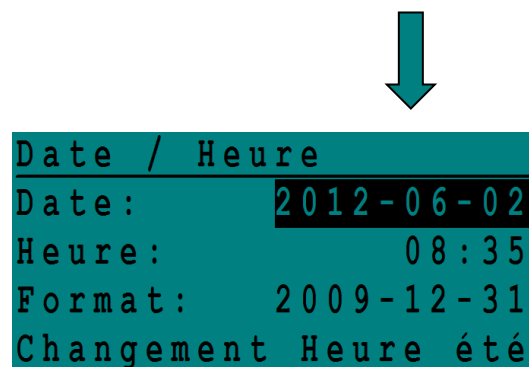 Date / Heure
Date: 2012-06-02
Heure: 08:35
Format: 2009-12-31
Changement Heure été